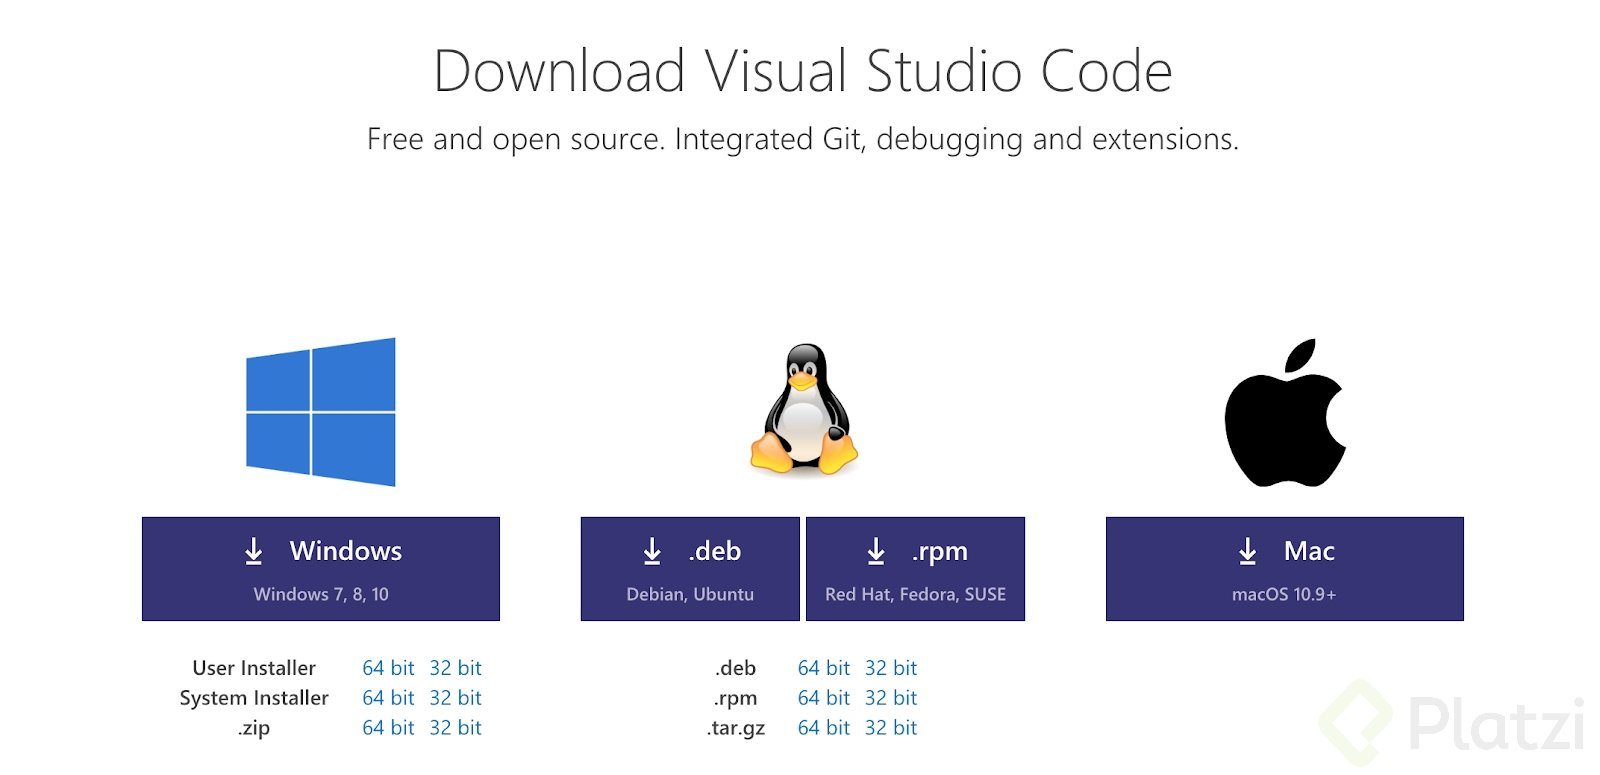 Download Visual Studio Code
Free and open source. Integrated Git, debugging and extensions.
Windows
Windows 7, 8, 10
.deb
Debian, Ubuntu
.rpm
Red Hat, Fedora, SUSE
Mac
macOS 10.9+
User Installer 64 bit 32 bit
System Installer 64 bit 32 bit
.zip 64 bit 32 bit
.deb 64 bit 32 bit
.rpm 64 bit 32 bit
.tar.gz 64 bit 32 bit
Platzi